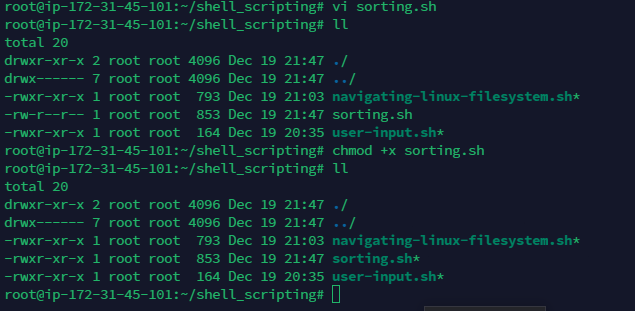 root@ip-172-31-45-101:~/shell_scripting# vi sorting.sh
root@ip-172-31-45-101:~/shell_scripting# ll
total 20
drwxr-xr-x 2 root root 4096 Dec 19 21:47 ./
drwx------ 7 root root 4096 Dec 19 21:47 ../
-rwxr-xr-x 1 root root  793 Dec 19 21:03 navigating-linux-filesystem.sh*
-rw-r--r-- 1 root root  853 Dec 19 21:47 sorting.sh
-rwxr-xr-x 1 root root  164 Dec 19 20:35 user-input.sh*
root@ip-172-31-45-101:~/shell_scripting# chmod +x sorting.sh
root@ip-172-31-45-101:~/shell_scripting# ll
total 20
drwxr-xr-x 2 root root 4096 Dec 19 21:47 ./
drwx------ 7 root root 4096 Dec 19 21:47 ../
-rwxr-xr-x 1 root root  793 Dec 19 21:03 navigating-linux-filesystem.sh*
-rwxr-xr-x 1 root root  853 Dec 19 21:47 sorting.sh*
-rwxr-xr-x 1 root root  164 Dec 19 20:35 user-input.sh*
root@ip-172-31-45-101:~/shell_scripting#